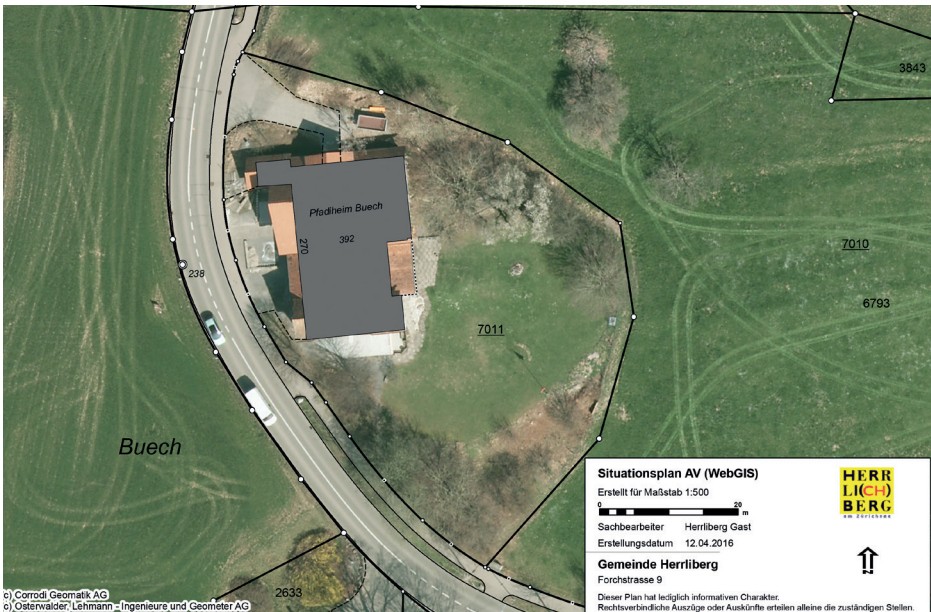 3843
Pfadiheim Buech
392
270
7010
238
6793
7011
Buech
Situationsplan AV (WebGIS)
Erstellt für Maßstab 1:500
0 20 m
Sachbearbeiter Herrliberg Gast
Erstellungsdatum 12.04.2016
Gemeinde Herrliberg
Forchstrasse 9
Dieser Plan hat lediglich informativen Charakter.
Rechtsverbindliche Auszüge oder Auskünfte erteilen alleine die zuständigen Stellen.
HERR
LI(CH)
BERG
am Zürichsee
2633
c) Corrodi Geomatik AG
c) Osterwalder, Lehmann - Ingenieure und Geometer AG